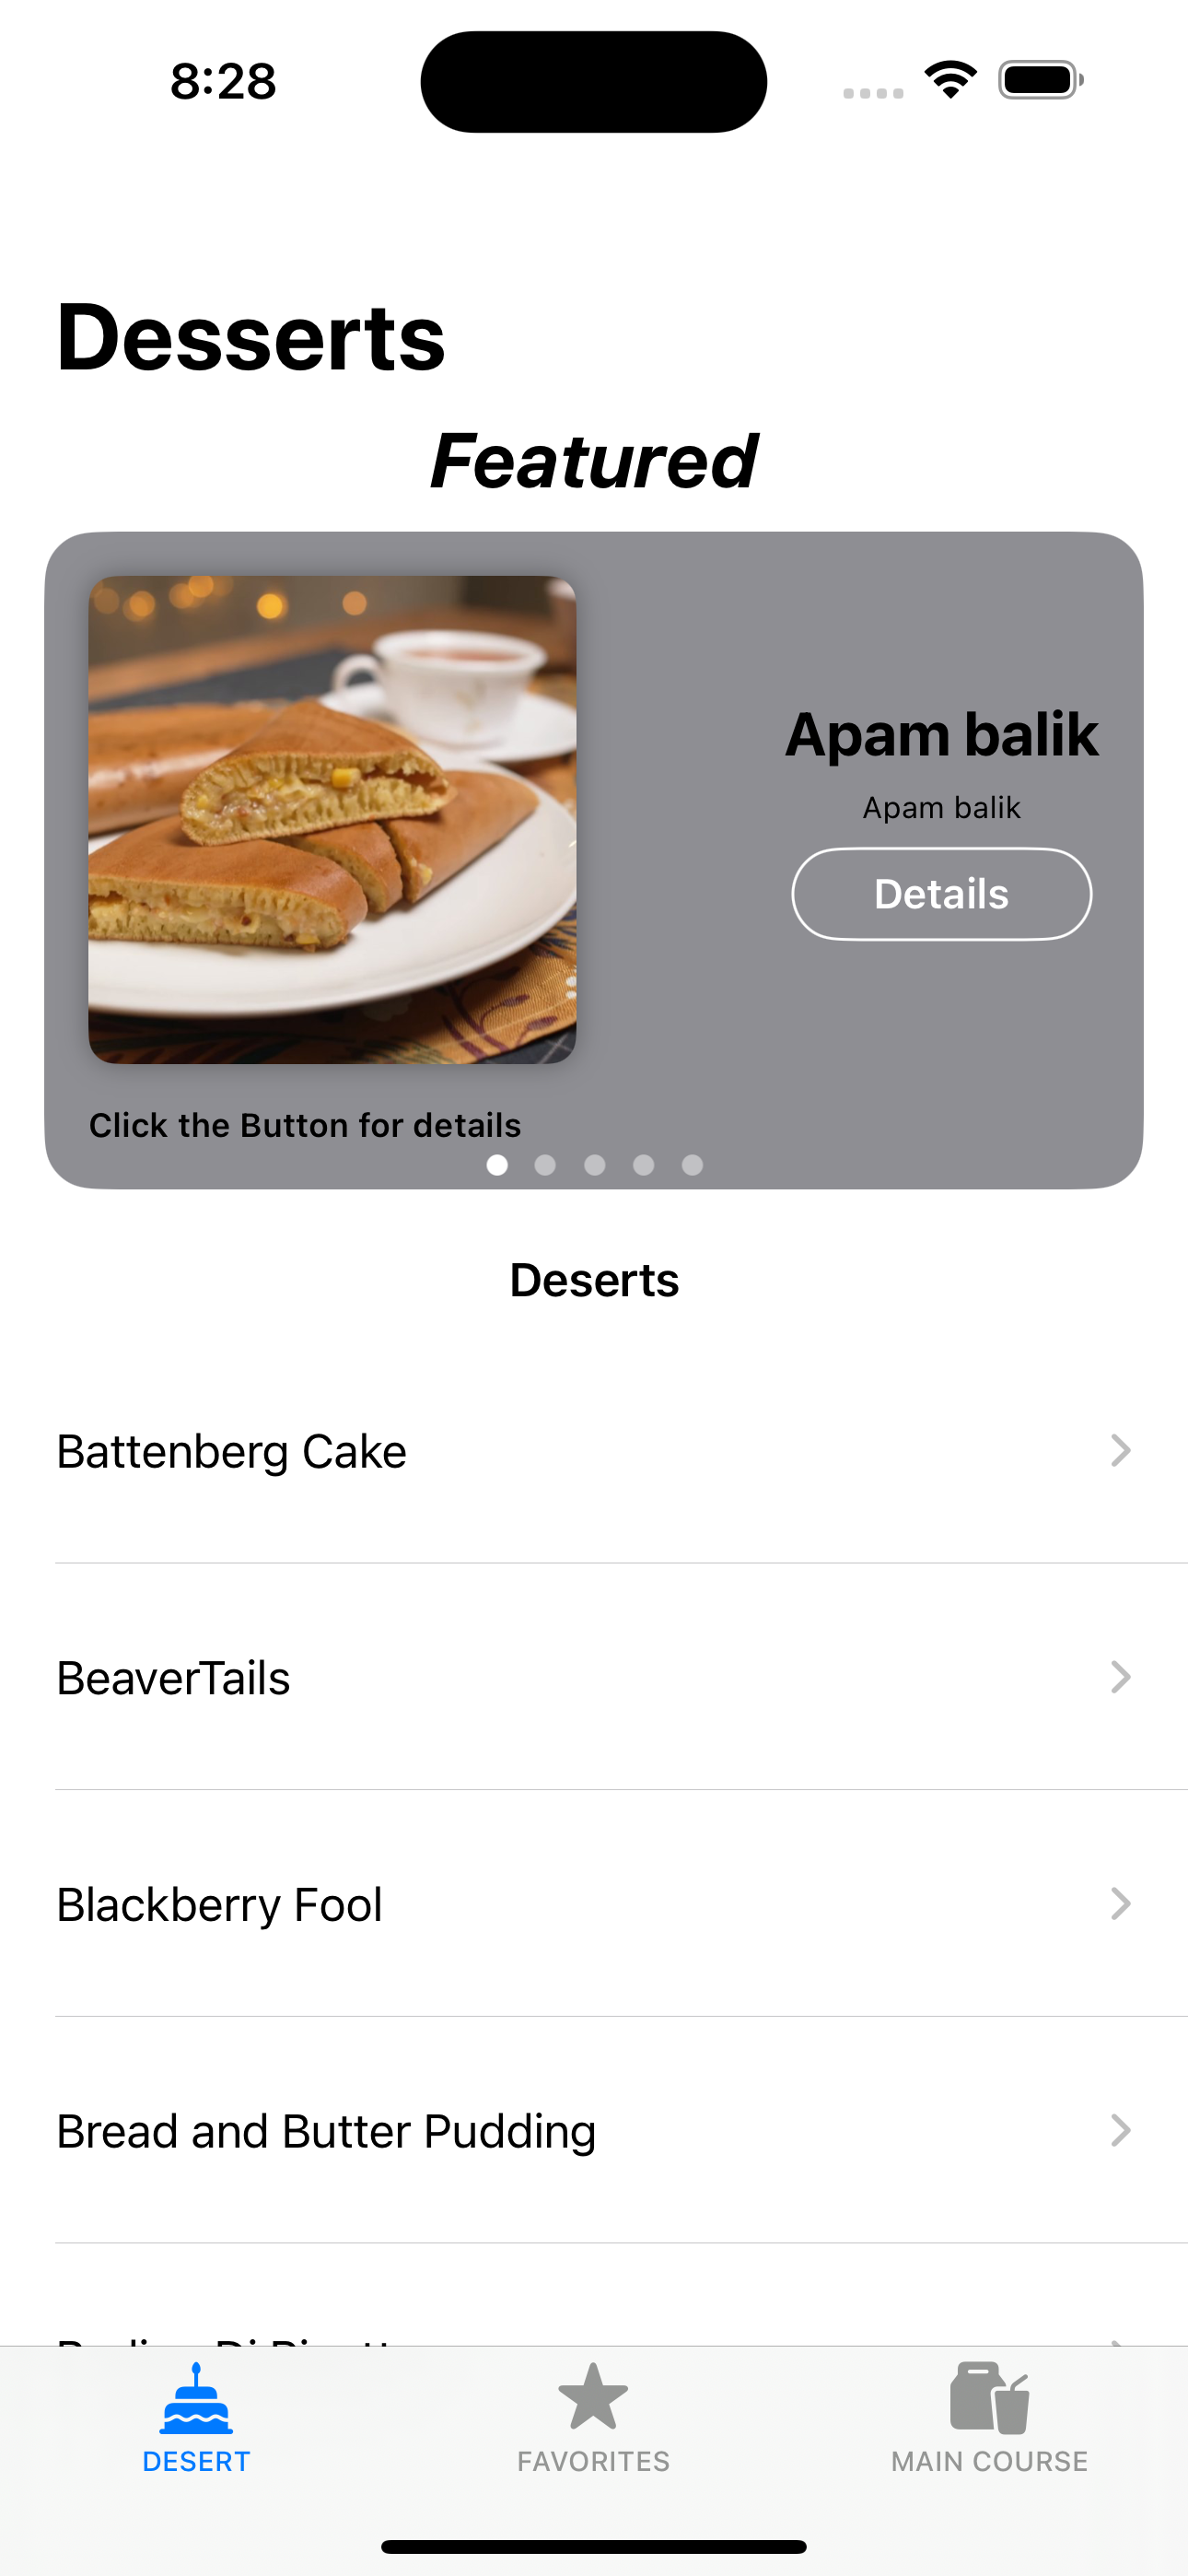 8:28
Desserts
Featured
Apam balik
Apam balik
Details
Click the Button for details
Deserts
Battenberg Cake
BeaverTails
Blackberry Fool
Bread and Butter Pudding
DESERT
FAVORITES
MAIN COURSE